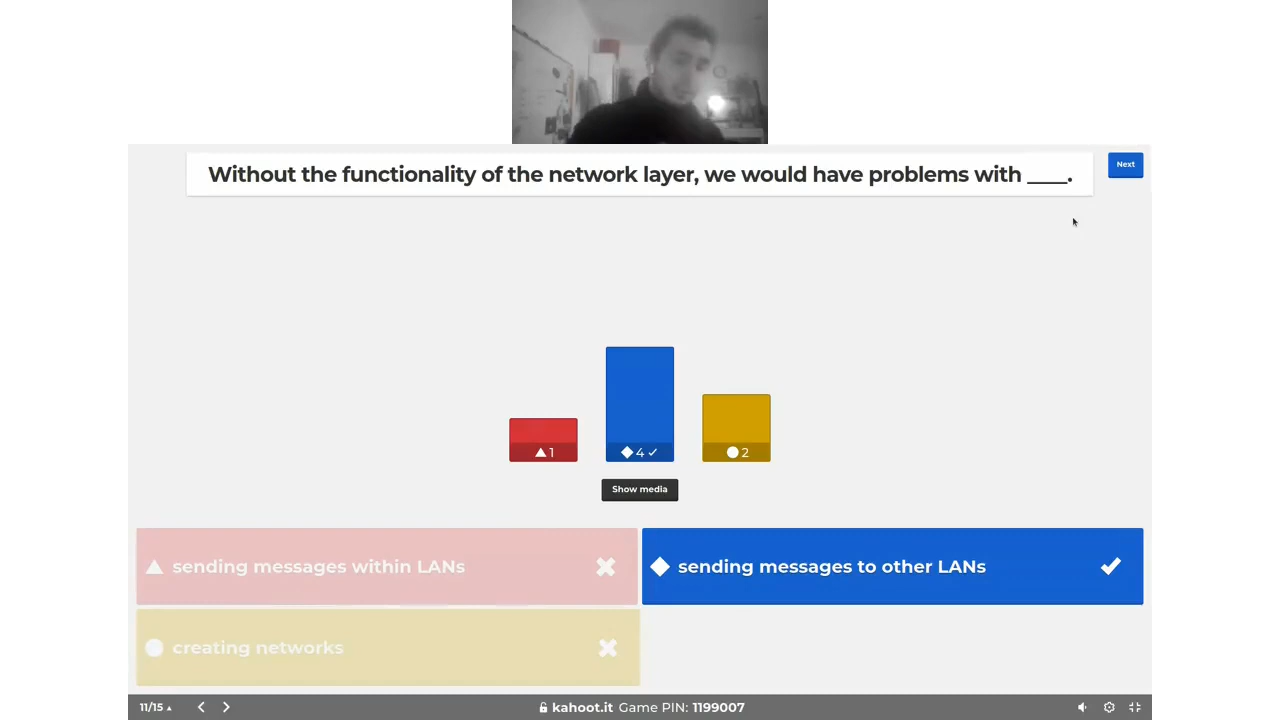 Without the functionality of the network layer, we would have problems with ____.
Next
1
4
2
Show media
sending messages within LANs
sending messages to other LANs
creating networks
11/15
kahoot.it Game PIN: 1199007